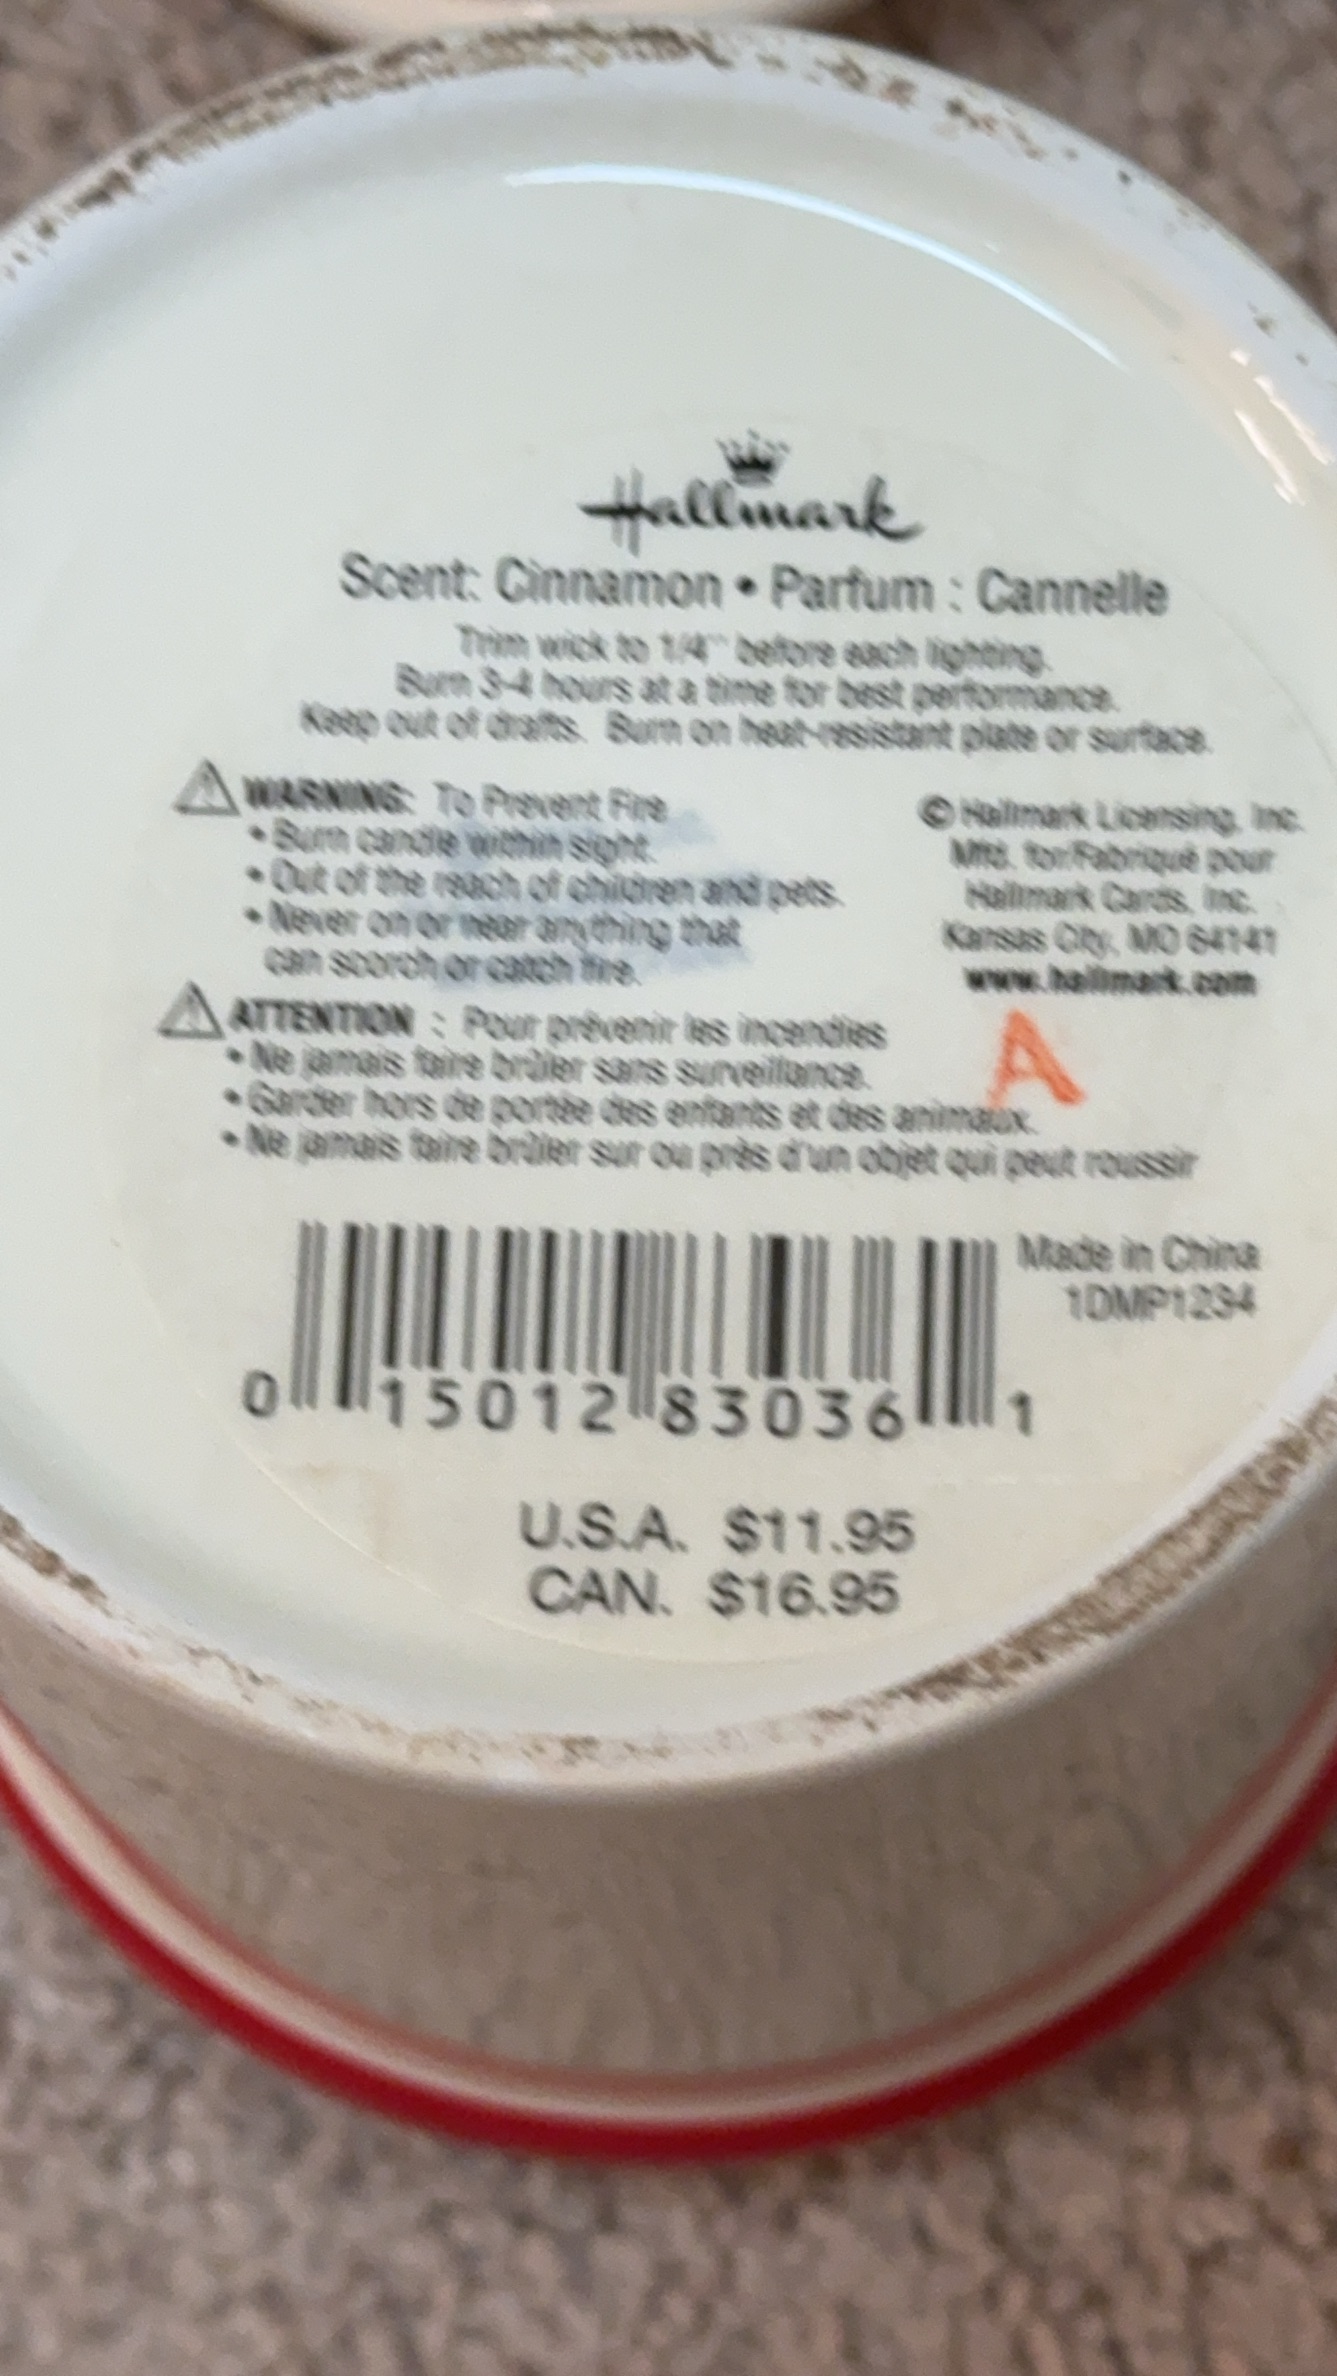 Hallmark
Scent: Cinnamon • Parfum : Cannelle
Trim wick to 1/4" before each lighting.
Burn 3-4 hours at a time for best performance.
Keep out of drafts. Burn on heat-resistant plate or surface.
WARNING: To Prevent Fire
• Burn candle within sight.
• Out of the reach of children and pets.
• Never on or near anything that
can scorch or catch fire.
© Hallmark Licensing, Inc.
Mfd. for/Fabriqué pour
Hallmark Cards, Inc.
Kansas City, MO 64141
www.hallmark.com
A
ATTENTION : Pour prévenir les incendies
• Ne jamais faire brûler sans surveillance.
• Garder hors de portée des enfants et des animaux.
• Ne jamais faire brûler sur ou près d'un objet qui peut roussir
Made in China
1DMP1234
0 15012 83036 1
U.S.A. $11.95
CAN. $16.95